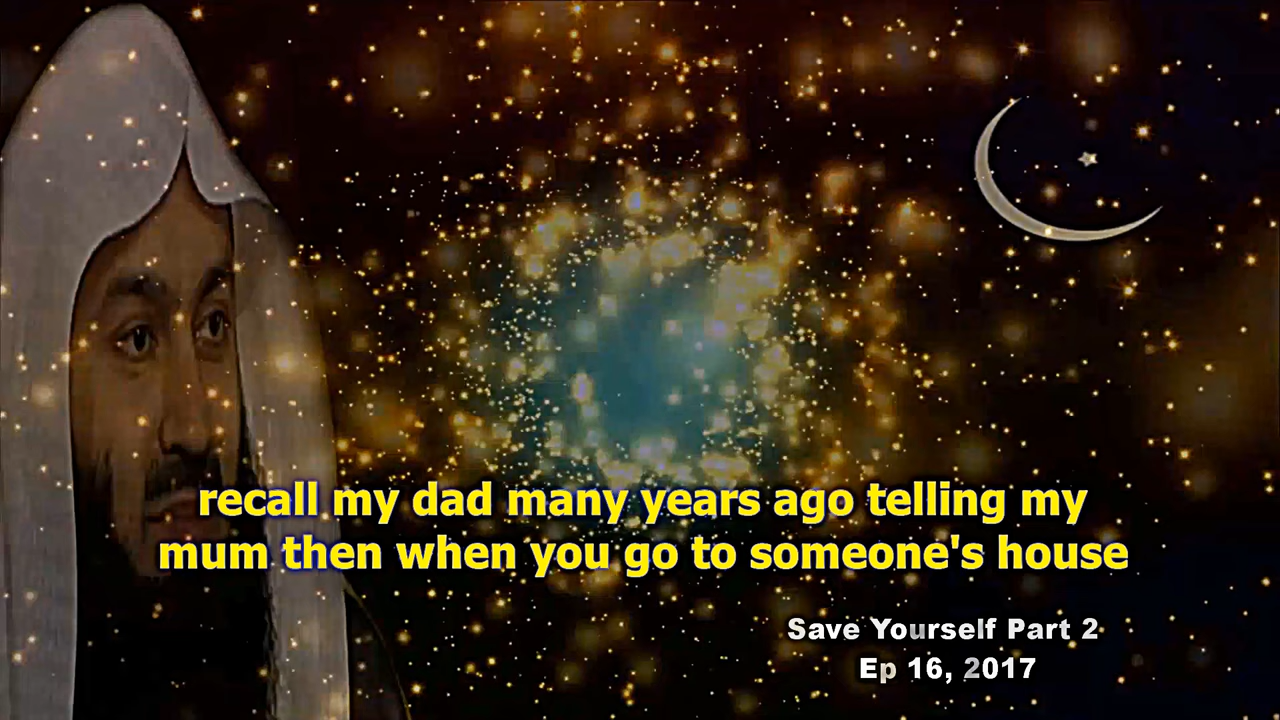 recall my dad many years ago telling my
mum then when you go to someone's house
Save Yourself Part 2
Ep 16, 2017